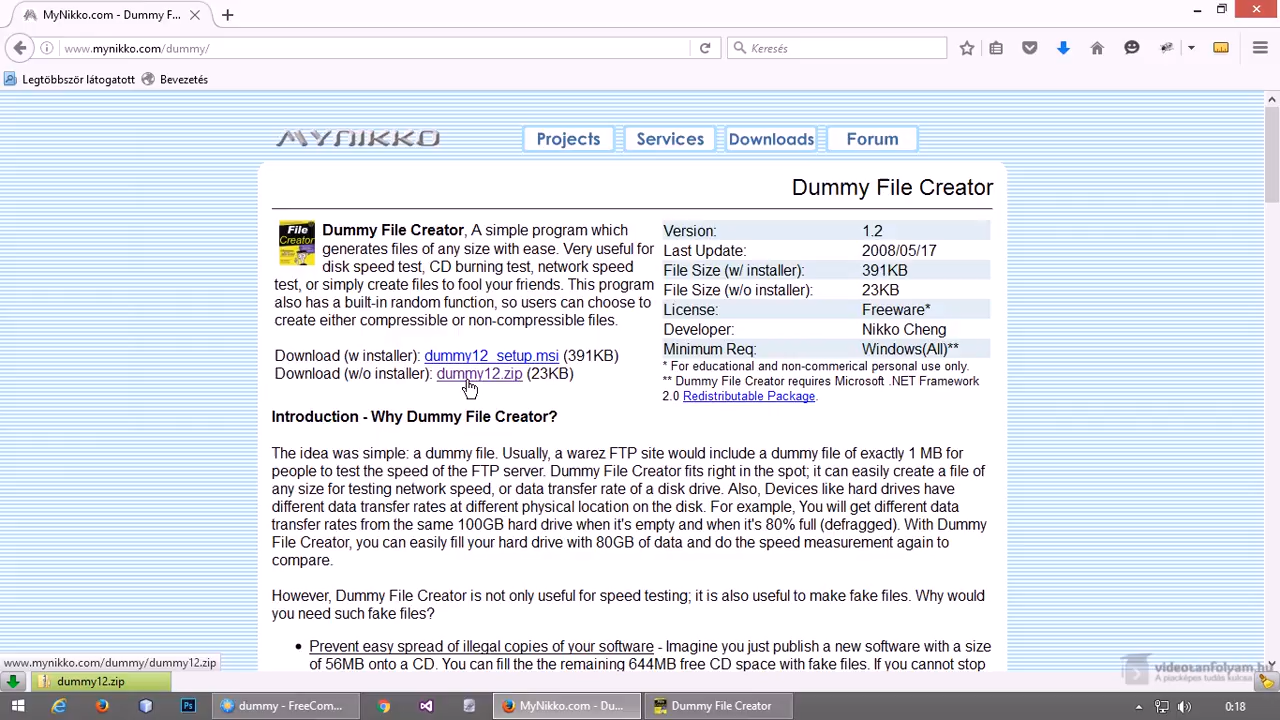 MyNikko.com - Dummy F...
www.mynikko.com/dummy/
Keresés
Legtöbbször látogatott
Bevezetés
MYNIKKO
Projects
Services
Downloads
Forum
Dummy File Creator
File
Creator
Dummy File Creator, A simple program which
generates files of any size with ease. Very useful for
disk speed test, CD burning test, network speed
test, or simply create files to fool your friends. This program
also has a built-in random function, so users can choose to
create either compressible or non-compressible files.
Download (w installer): dummy12_setup.msi (391KB)
Download (w/o installer): dummy12.zip (23KB)
Version: 1.2
Last Update: 2008/05/17
File Size (w/ installer): 391KB
File Size (w/o installer): 23KB
License: Freeware*
Developer: Nikko Cheng
Minimum Req: Windows(All)**
* For educational and non-commerical personal use only.
** Dummy File Creator requires Microsoft .NET Framework
2.0 Redistributable Package.
Introduction - Why Dummy File Creator?
The idea was simple: a dummy file. Usually, a warez FTP site would include a dummy file of exactly 1 MB for
people to test the speed of the FTP server. Dummy File Creator fits right in the spot; it can easily create a file of
any size for testing network speed, or data transfer rate of a disk drive. Also, Devices like hard drives have
different data transfer rates at different physical location on the disk. For example, You will get different data
transfer rates from the some 100GB hard drive when it's empty and when it's 80% full (defragged). With Dummy
File Creator, you can easily fill your hard drive with 80GB of data and do the speed measurement again to
compare.
However, Dummy File Creator is not only useful for speed testing; it is also useful to make fake files. Why would
you need such fake files?
• Prevent easy spread of illegal copies on your software - Imagine you just publish a new software with size
of 56MB onto a CD. You can fill the the remaining 644MB free CD space with fake files. If you cannot stop
www.mynikko.com/dummy/dummy12.zip
dummy12.zip
videotanfolyam.hu
A piacképes tudás kulcsa
dummy - FreeCom...
MyNikko.com - Du...
Dummy File Creator
0:18